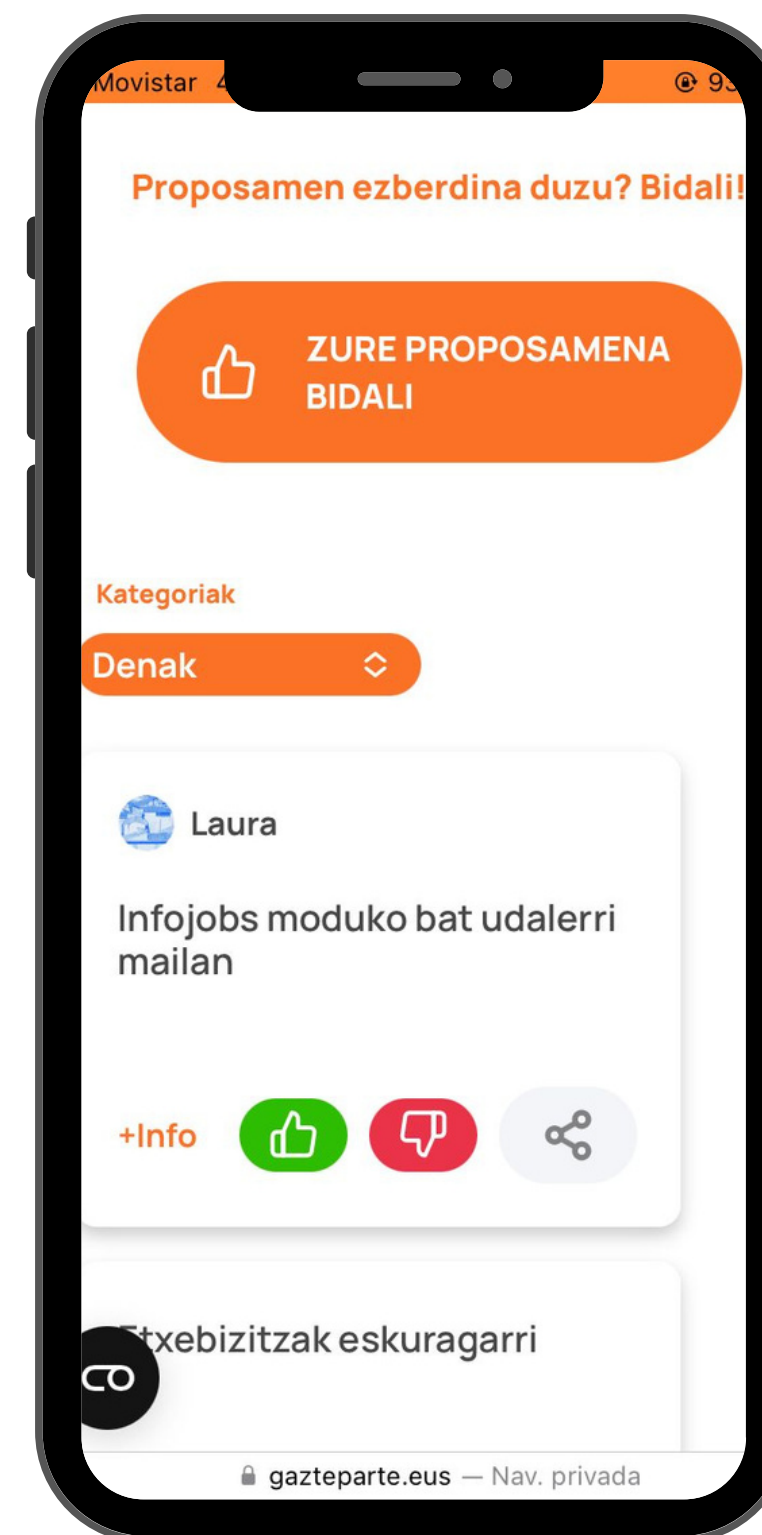 Movistar
Proposamen ezberdina duzu? Bidali!
ZURE PROPOSAMENA
BIDALI
Kategoriak
Denak
Laura
Infojobs moduko bat udalerri
mailan
+Info
Etxebizitzak eskuragarri
gazteparte.eus — Nav. privada